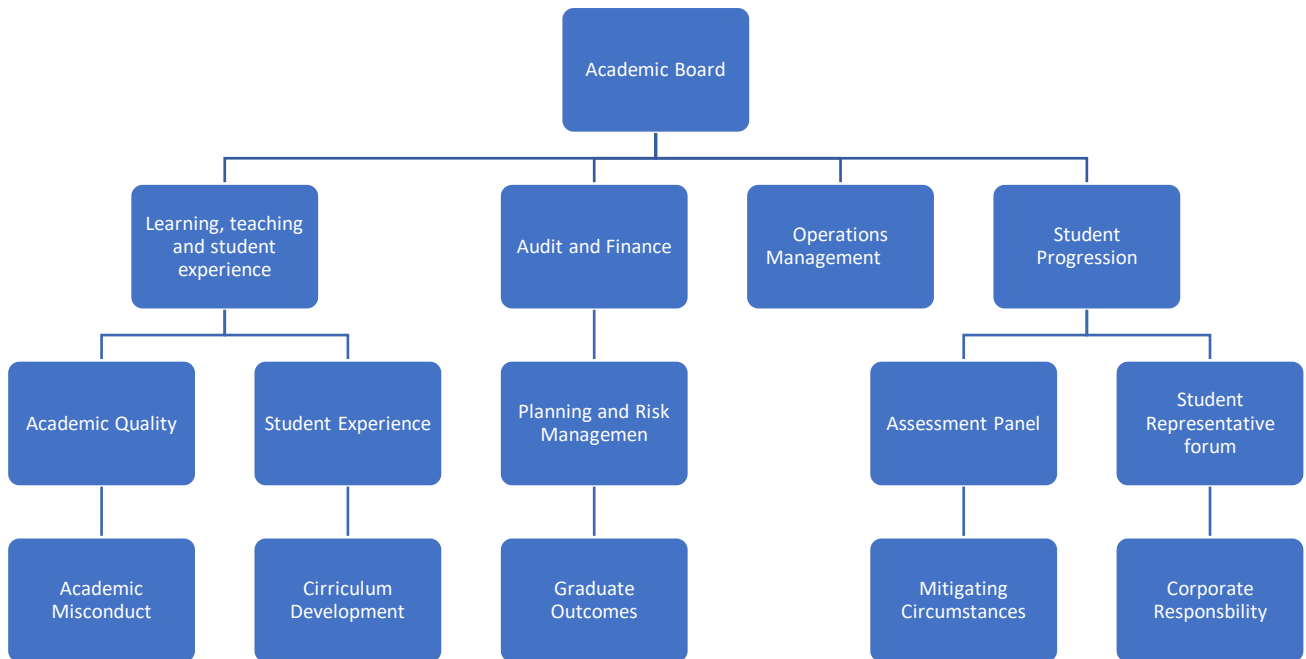 Academic Board
Learning, teaching
and student
experience
Audit and Finance
Operations
Management
Student
Progression
Academic Quality
Student Experience
Planning and Risk
Managemen
Assessment Panel
Student
Representative
forum
Academic
Misconduct
Cirriculum
Development
Graduate
Outcomes
Mitigating
Circumstances
Corporate
Responsbility